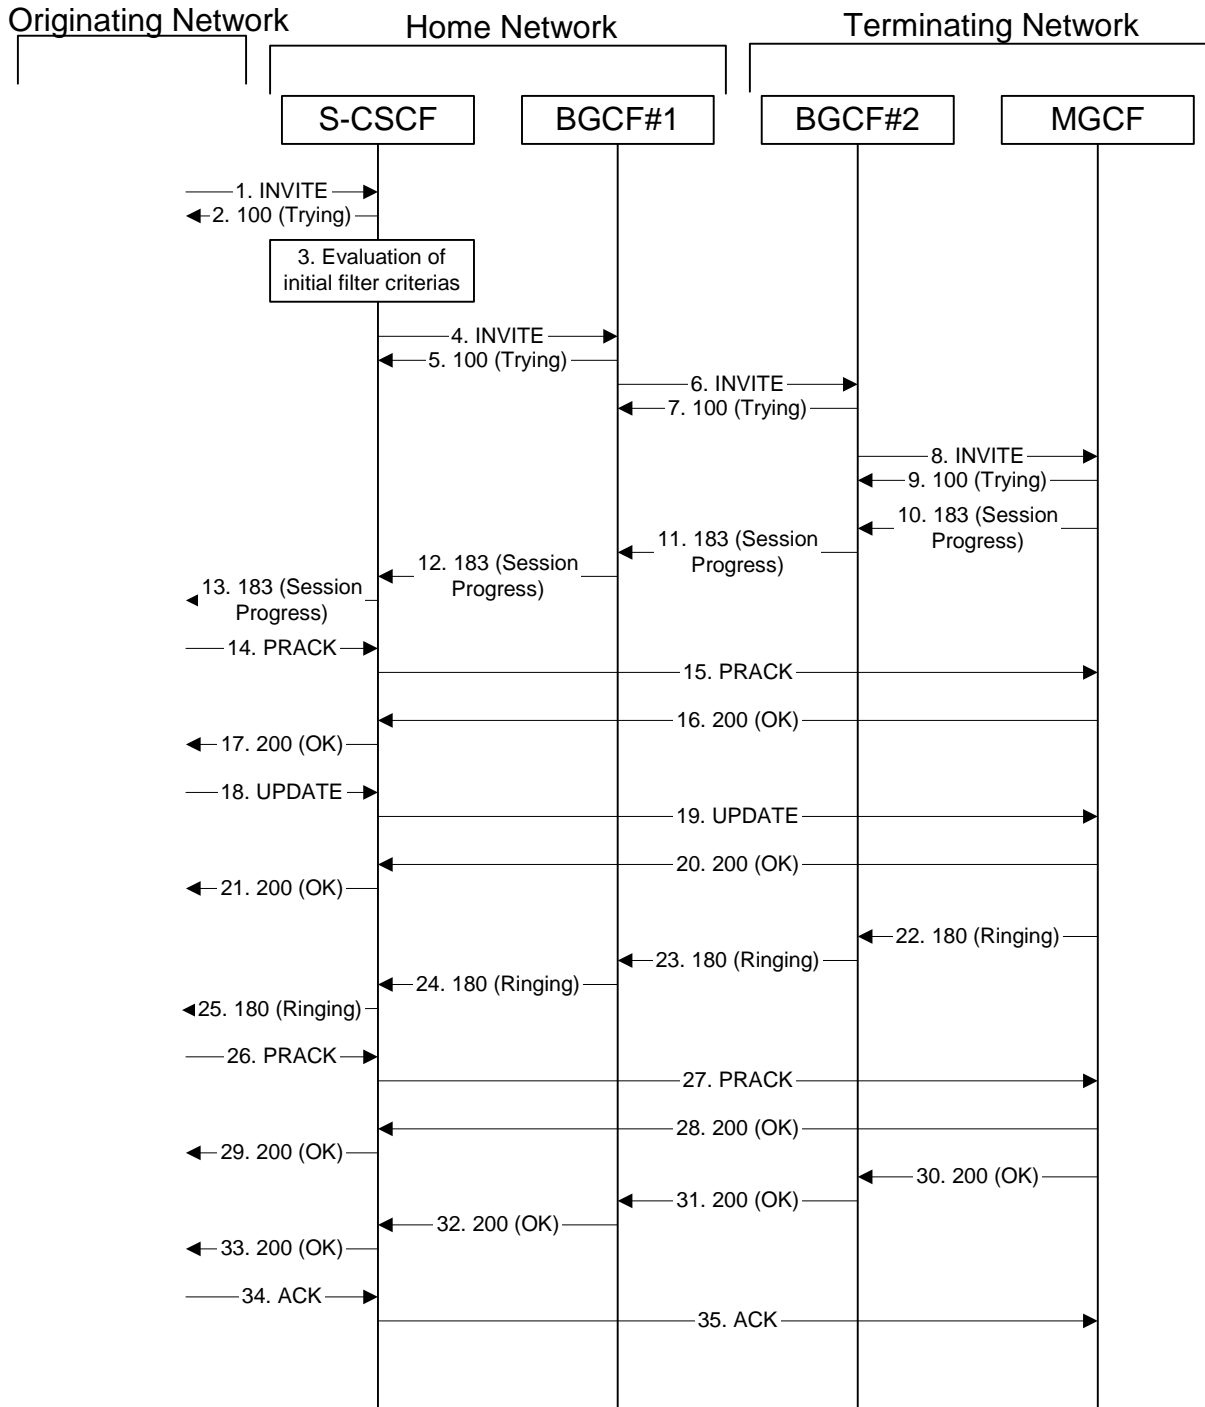 Originating Network
Home Network
Terminating Network
S-CSCF
BGCF#1
BGCF#2
MGCF
1. INVITE
2. 100 (Trying)
3. Evaluation of
initial filter criterias
4. INVITE
5. 100 (Trying)
6. INVITE
7. 100 (Trying)
8. INVITE
9. 100 (Trying)
10. 183 (Session
Progress)
11. 183 (Session
Progress)
12. 183 (Session
Progress)
13. 183 (Session
Progress)
14. PRACK
15. PRACK
16. 200 (OK)
17. 200 (OK)
18. UPDATE
19. UPDATE
20. 200 (OK)
21. 200 (OK)
22. 180 (Ringing)
23. 180 (Ringing)
24. 180 (Ringing)
25. 180 (Ringing)
26. PRACK
27. PRACK
28. 200 (OK)
29. 200 (OK)
30. 200 (OK)
31. 200 (OK)
32. 200 (OK)
33. 200 (OK)
34. ACK
35. ACK